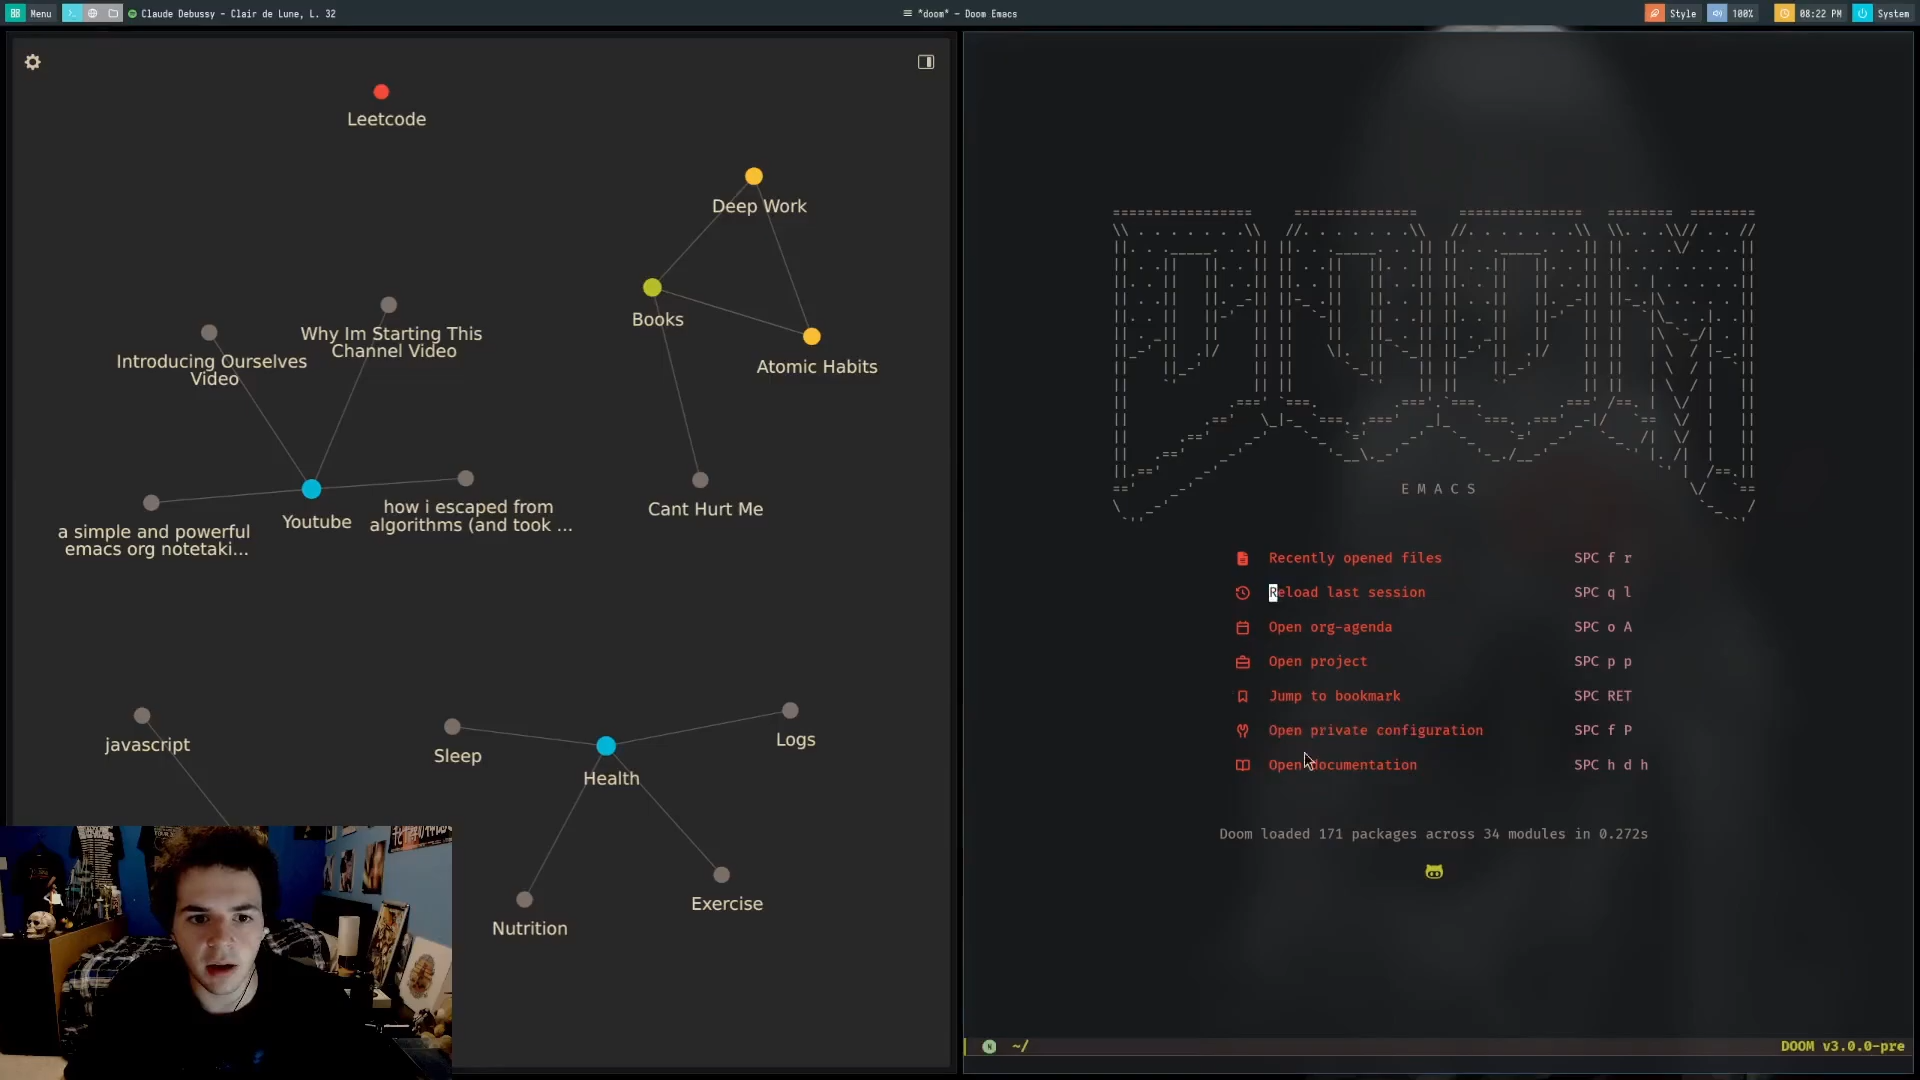 Menu
Claude Debussy - Clair de Lune, L. 32
*doom* – Doom Emacs
Style
100%
08:22 PM
System
Leetcode
Deep Work
Books
Atomic Habits
Cant Hurt Me
Why Im Starting This
Channel Video
Introducing Ourselves
Video
Youtube
how i escaped from
algorithms (and took ...
a simple and powerful
emacs org notetaki...
javascript
Sleep
Health
Logs
Nutrition
Exercise
EMACS
Recently opened files SPC f r
Reload last session SPC q l
Open org-agenda SPC o A
Open project SPC p p
Jump to bookmark SPC RET
Open private configuration SPC f P
Open documentation SPC h d h
Doom loaded 171 packages across 34 modules in 0.272s
N ~/
DOOM v3.0.0-pre